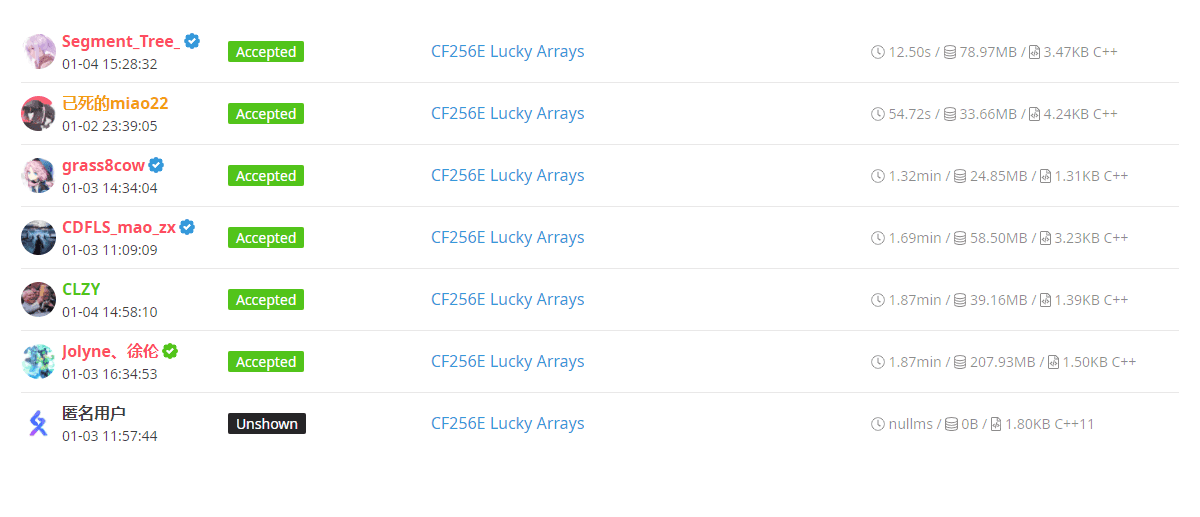 Segment_Tree_
Accepted CF256E Lucky Arrays 12.50s / 78.97MB / 3.47KB C++
01-04 15:28:32
已死的miao22
Accepted CF256E Lucky Arrays 54.72s / 33.66MB / 4.24KB C++
01-02 23:39:05
grass8cow
Accepted CF256E Lucky Arrays 1.32min / 24.85MB / 1.31KB C++
01-03 14:34:04
CDFLS_mao_zx
Accepted CF256E Lucky Arrays 1.69min / 58.50MB / 3.23KB C++
01-03 11:09:09
CLZY
Accepted CF256E Lucky Arrays 1.87min / 39.16MB / 1.39KB C++
01-04 14:58:10
Jolyne、徐伦
Accepted CF256E Lucky Arrays 1.87min / 207.93MB / 1.50KB C++
01-03 16:34:53
匿名用户
Unshown CF256E Lucky Arrays nullms / 0B / 1.80KB C++11
01-03 11:57:44